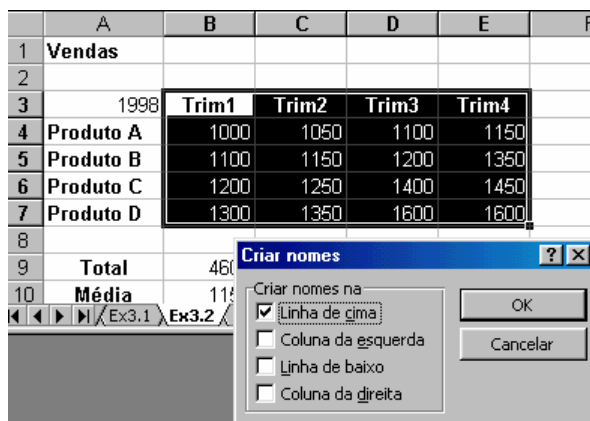 A B C D E F
1 Vendas
2
3 1998 Trim1 Trim2 Trim3 Trim4
4 Produto A 1000 1050 1100 1150
5 Produto B 1100 1150 1200 1350
6 Produto C 1200 1250 1400 1450
7 Produto D 1300 1350 1600 1600
8
9 Total
10 Média
Ex3.1 Ex3.2
Criar nomes
Criar nomes na
Linha de cima
Coluna da esquerda
Linha de baixo
Coluna da direita
OK
Cancelar